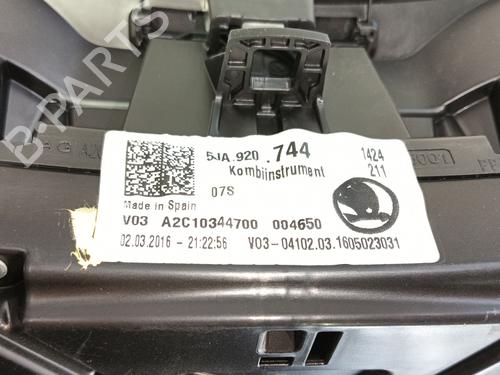 B-PARTS
5JA.920 .744 1424
Kombiinstrument 211
07S
Made in Spain
V03 A2C10344700 004650
02.03.2016 - 21:22:56 V03-04102.03.1605023031